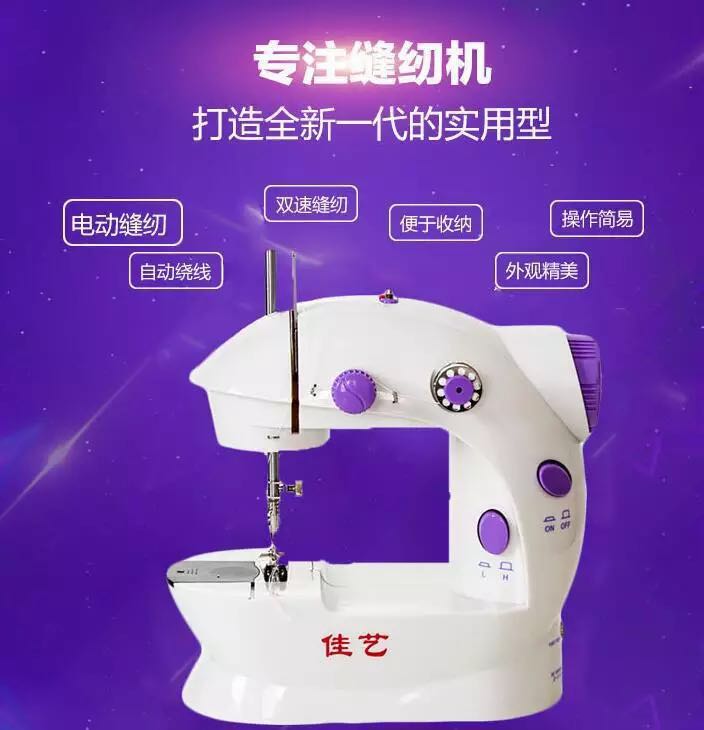 专注缝纫机
打造全新一代的实用型
电动缝纫
双速缝纫
便于收纳
操作简易
自动绕线
外观精美
ON OFF
L H
佳艺